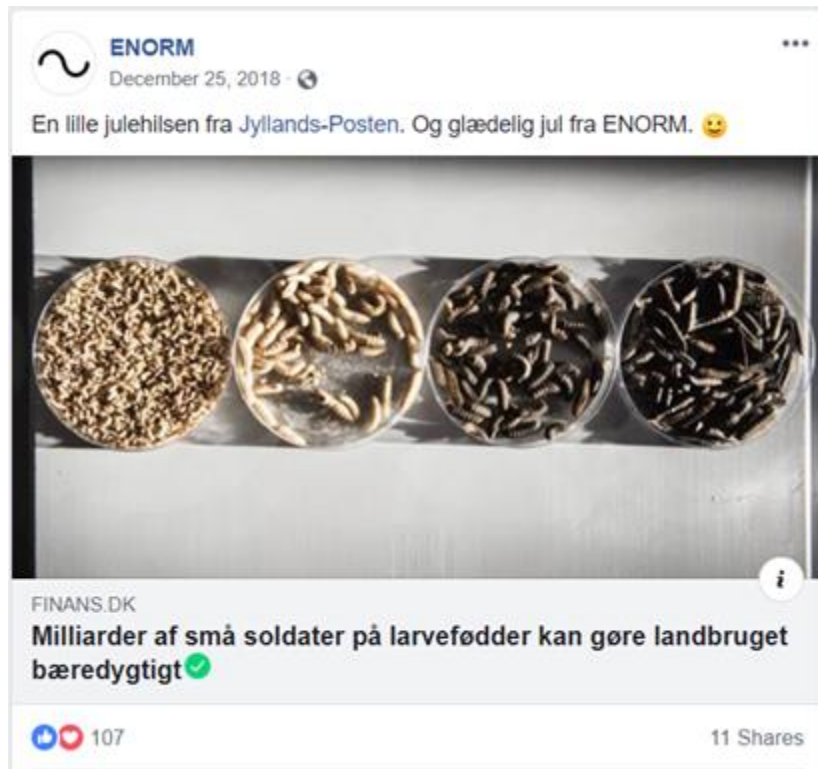 ENORM
December 25, 2018 ·
En lille julehilsen fra Jyllands-Posten. Og glædelig jul fra ENORM. 😀
i
FINANS.DK
Milliarder af små soldater på larvefødder kan gøre landbruget
bæredygtigt
107
11 Shares